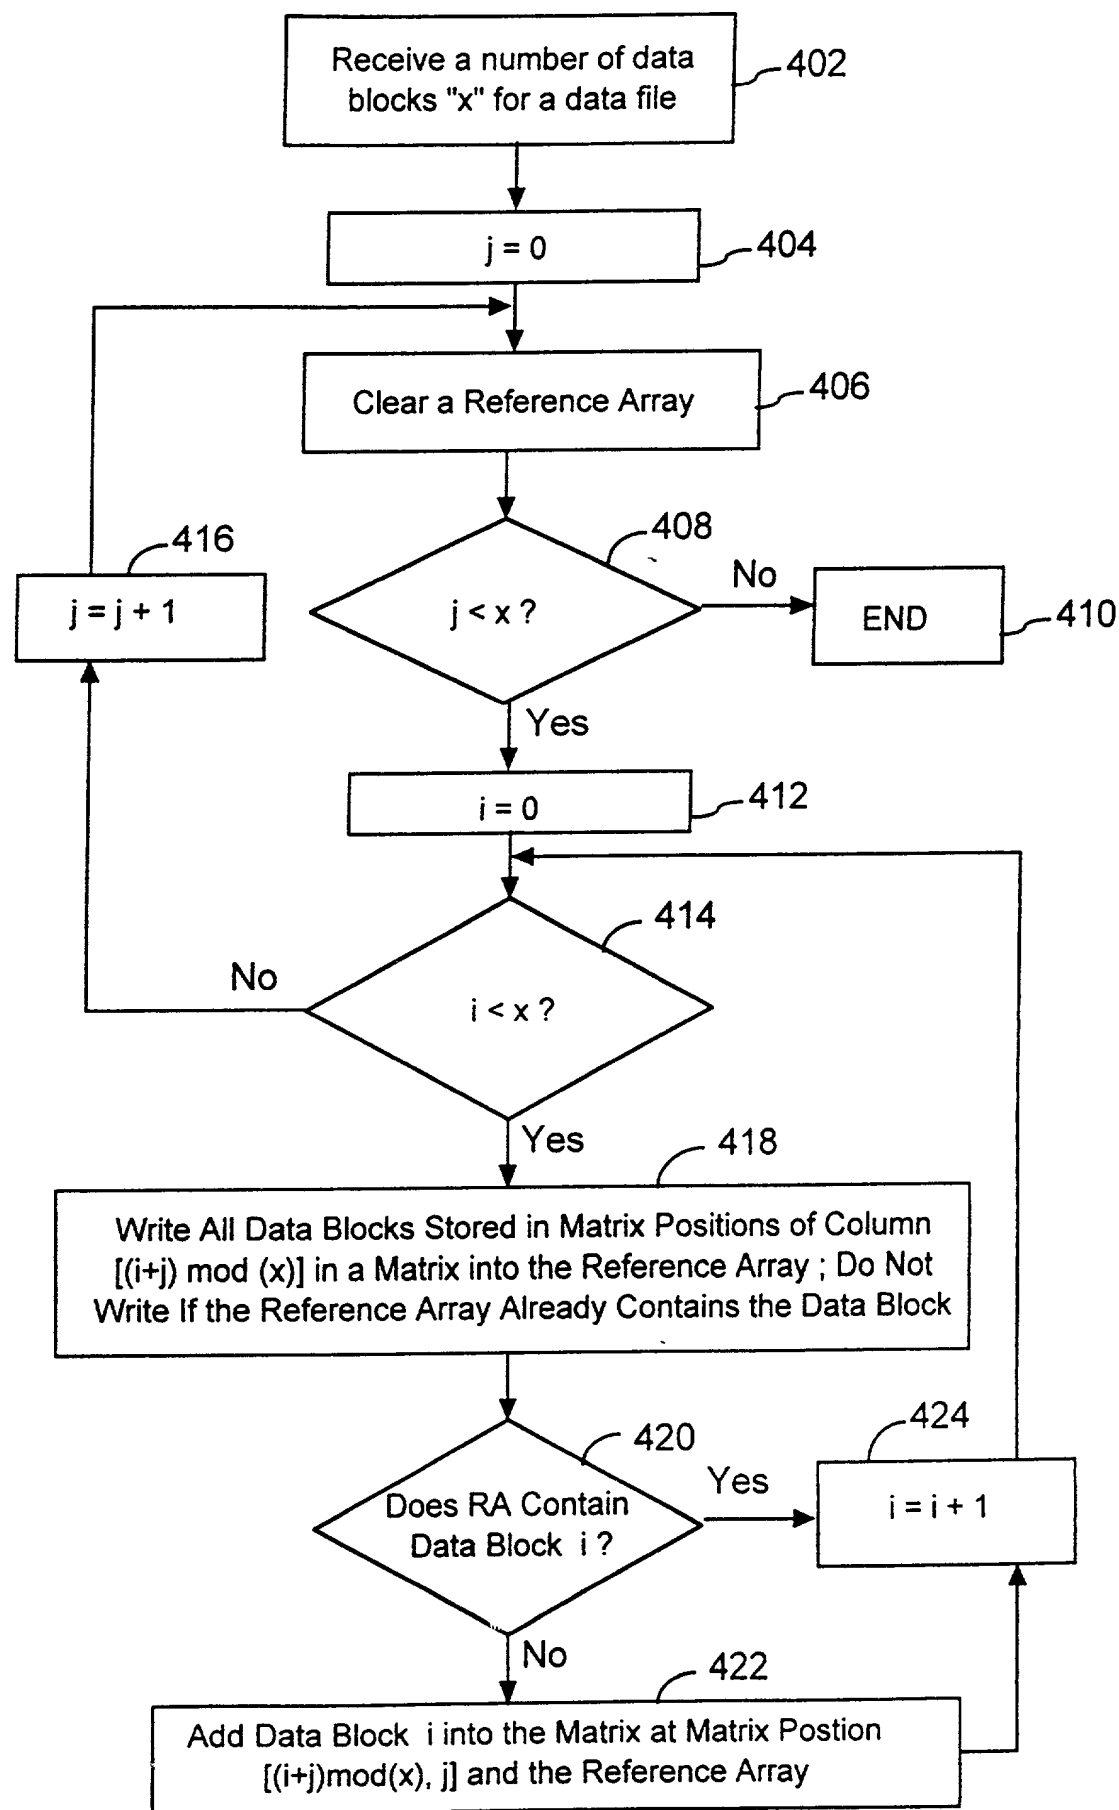 Receive a number of data
blocks "x" for a data file
402
j = 0
404
Clear a Reference Array
406
408
416
j = j + 1
j < x ?
No
END
410
Yes
i = 0
412
414
No
i < x ?
Yes
418
Write All Data Blocks Stored in Matrix Positions of Column
[(i+j) mod (x)] in a Matrix into the Reference Array ; Do Not
Write If the Reference Array Already Contains the Data Block
420
424
Does RA Contain
Data Block i ?
Yes
i = i + 1
No
422
Add Data Block i into the Matrix at Matrix Postion
[(i+j)mod(x), j] and the Reference Array